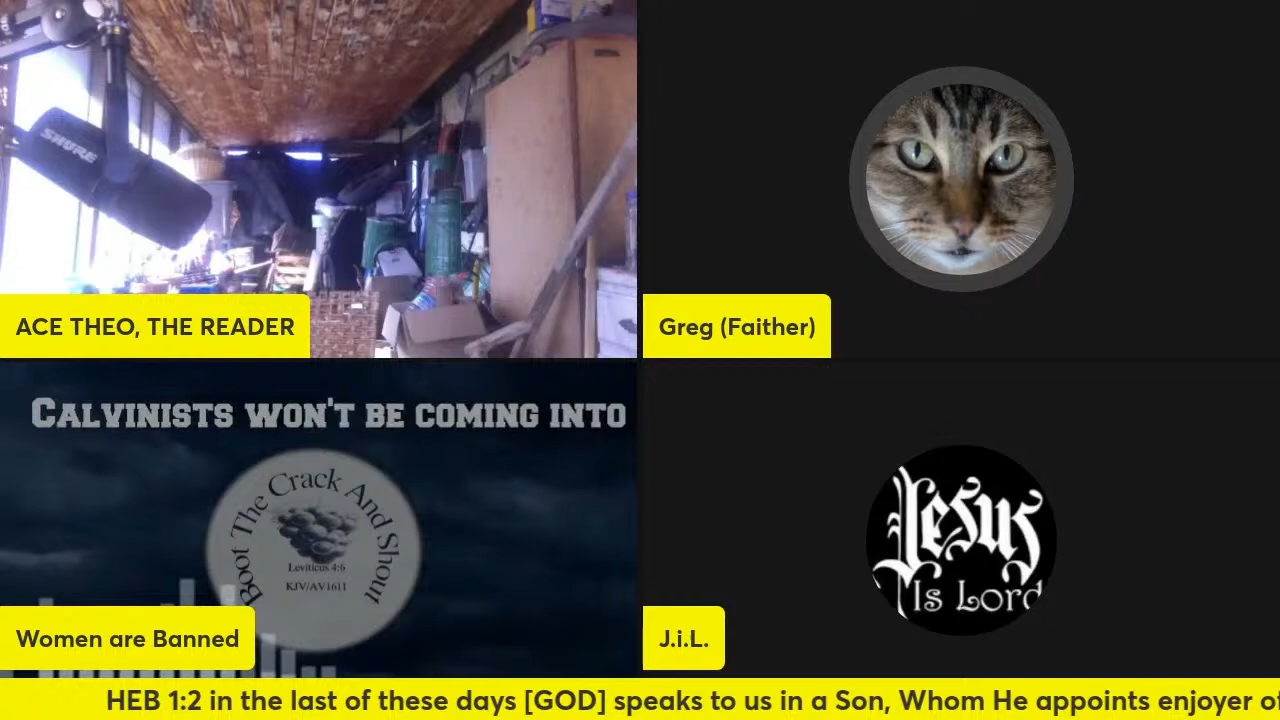 SHURE
ACE THEO, THE READER
Greg (Faither)
CALVINISTS WON'T BE COMING INTO
Boot The Crack And Shout
Leviticus 4:6
KJV/AV1611
Women are Banned
Jesus
Is Lord
J.i.L.
HEB 1:2 in the last of these days [GOD] speaks to us in a Son, Whom He appoints enjoyer of